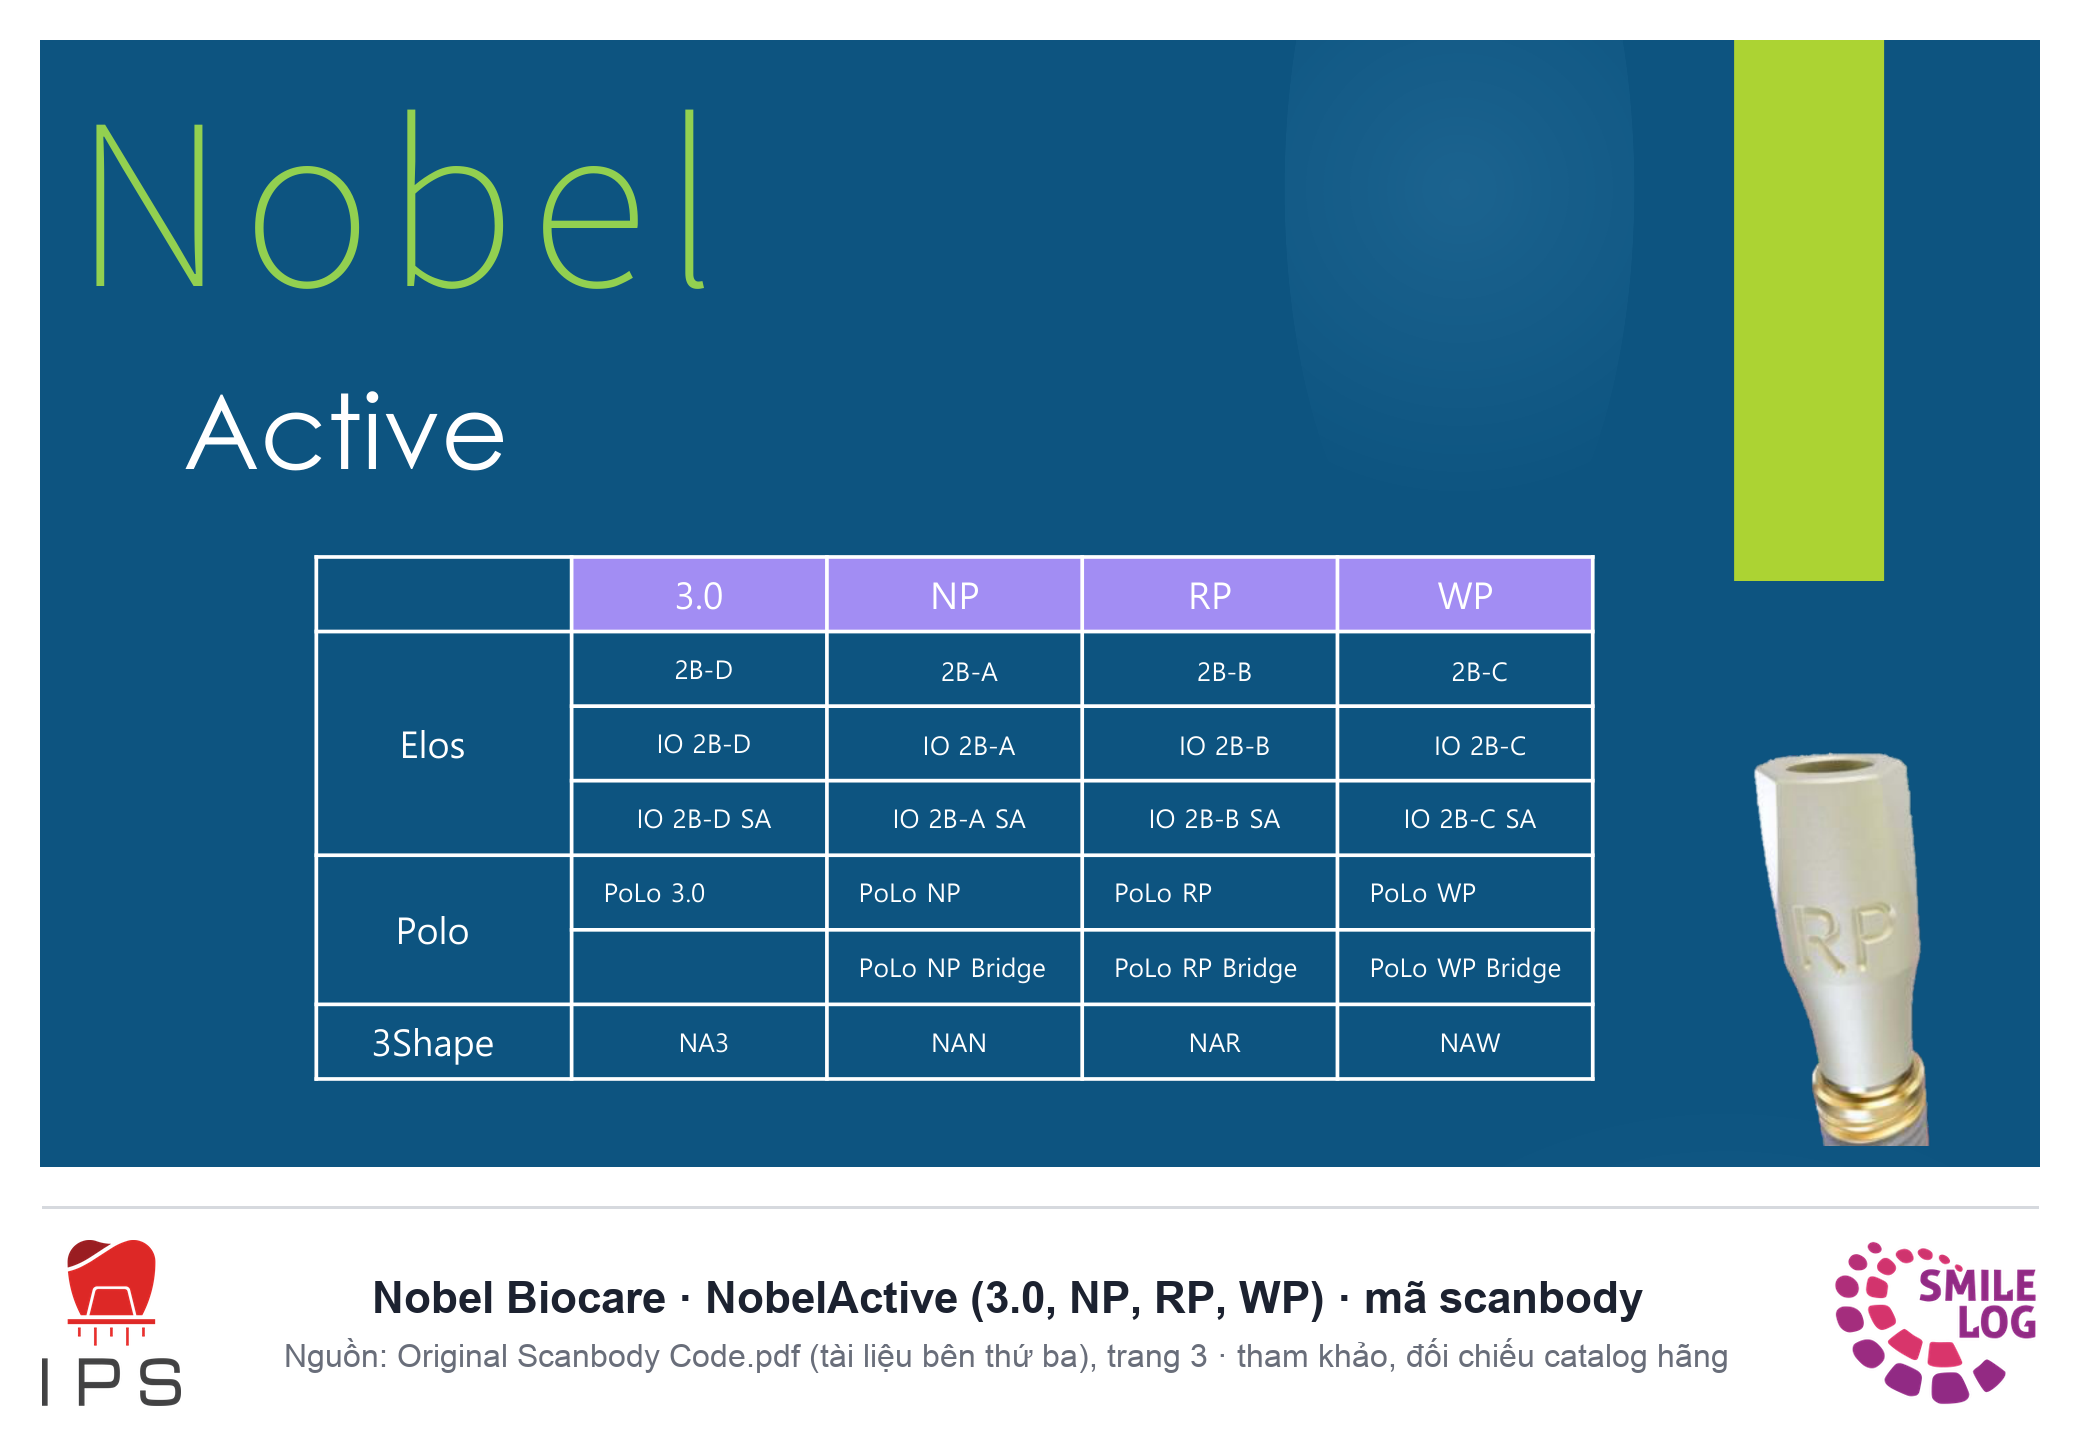 Nobel
Active
3.0 NP RP WP
Elos
2B-D 2B-A 2B-B 2B-C
IO 2B-D IO 2B-A IO 2B-B IO 2B-C
IO 2B-D SA IO 2B-A SA IO 2B-B SA IO 2B-C SA
Polo
PoLo 3.0 PoLo NP PoLo RP PoLo WP
PoLo NP Bridge PoLo RP Bridge PoLo WP Bridge
3Shape NA3 NAN NAR NAW
RP
IPS
Nobel Biocare · NobelActive (3.0, NP, RP, WP) · mã scanbody
Nguồn: Original Scanbody Code.pdf (tài liệu bên thứ ba), trang 3 · tham khảo, đối chiếu catalog hãng
SMILE
LOG